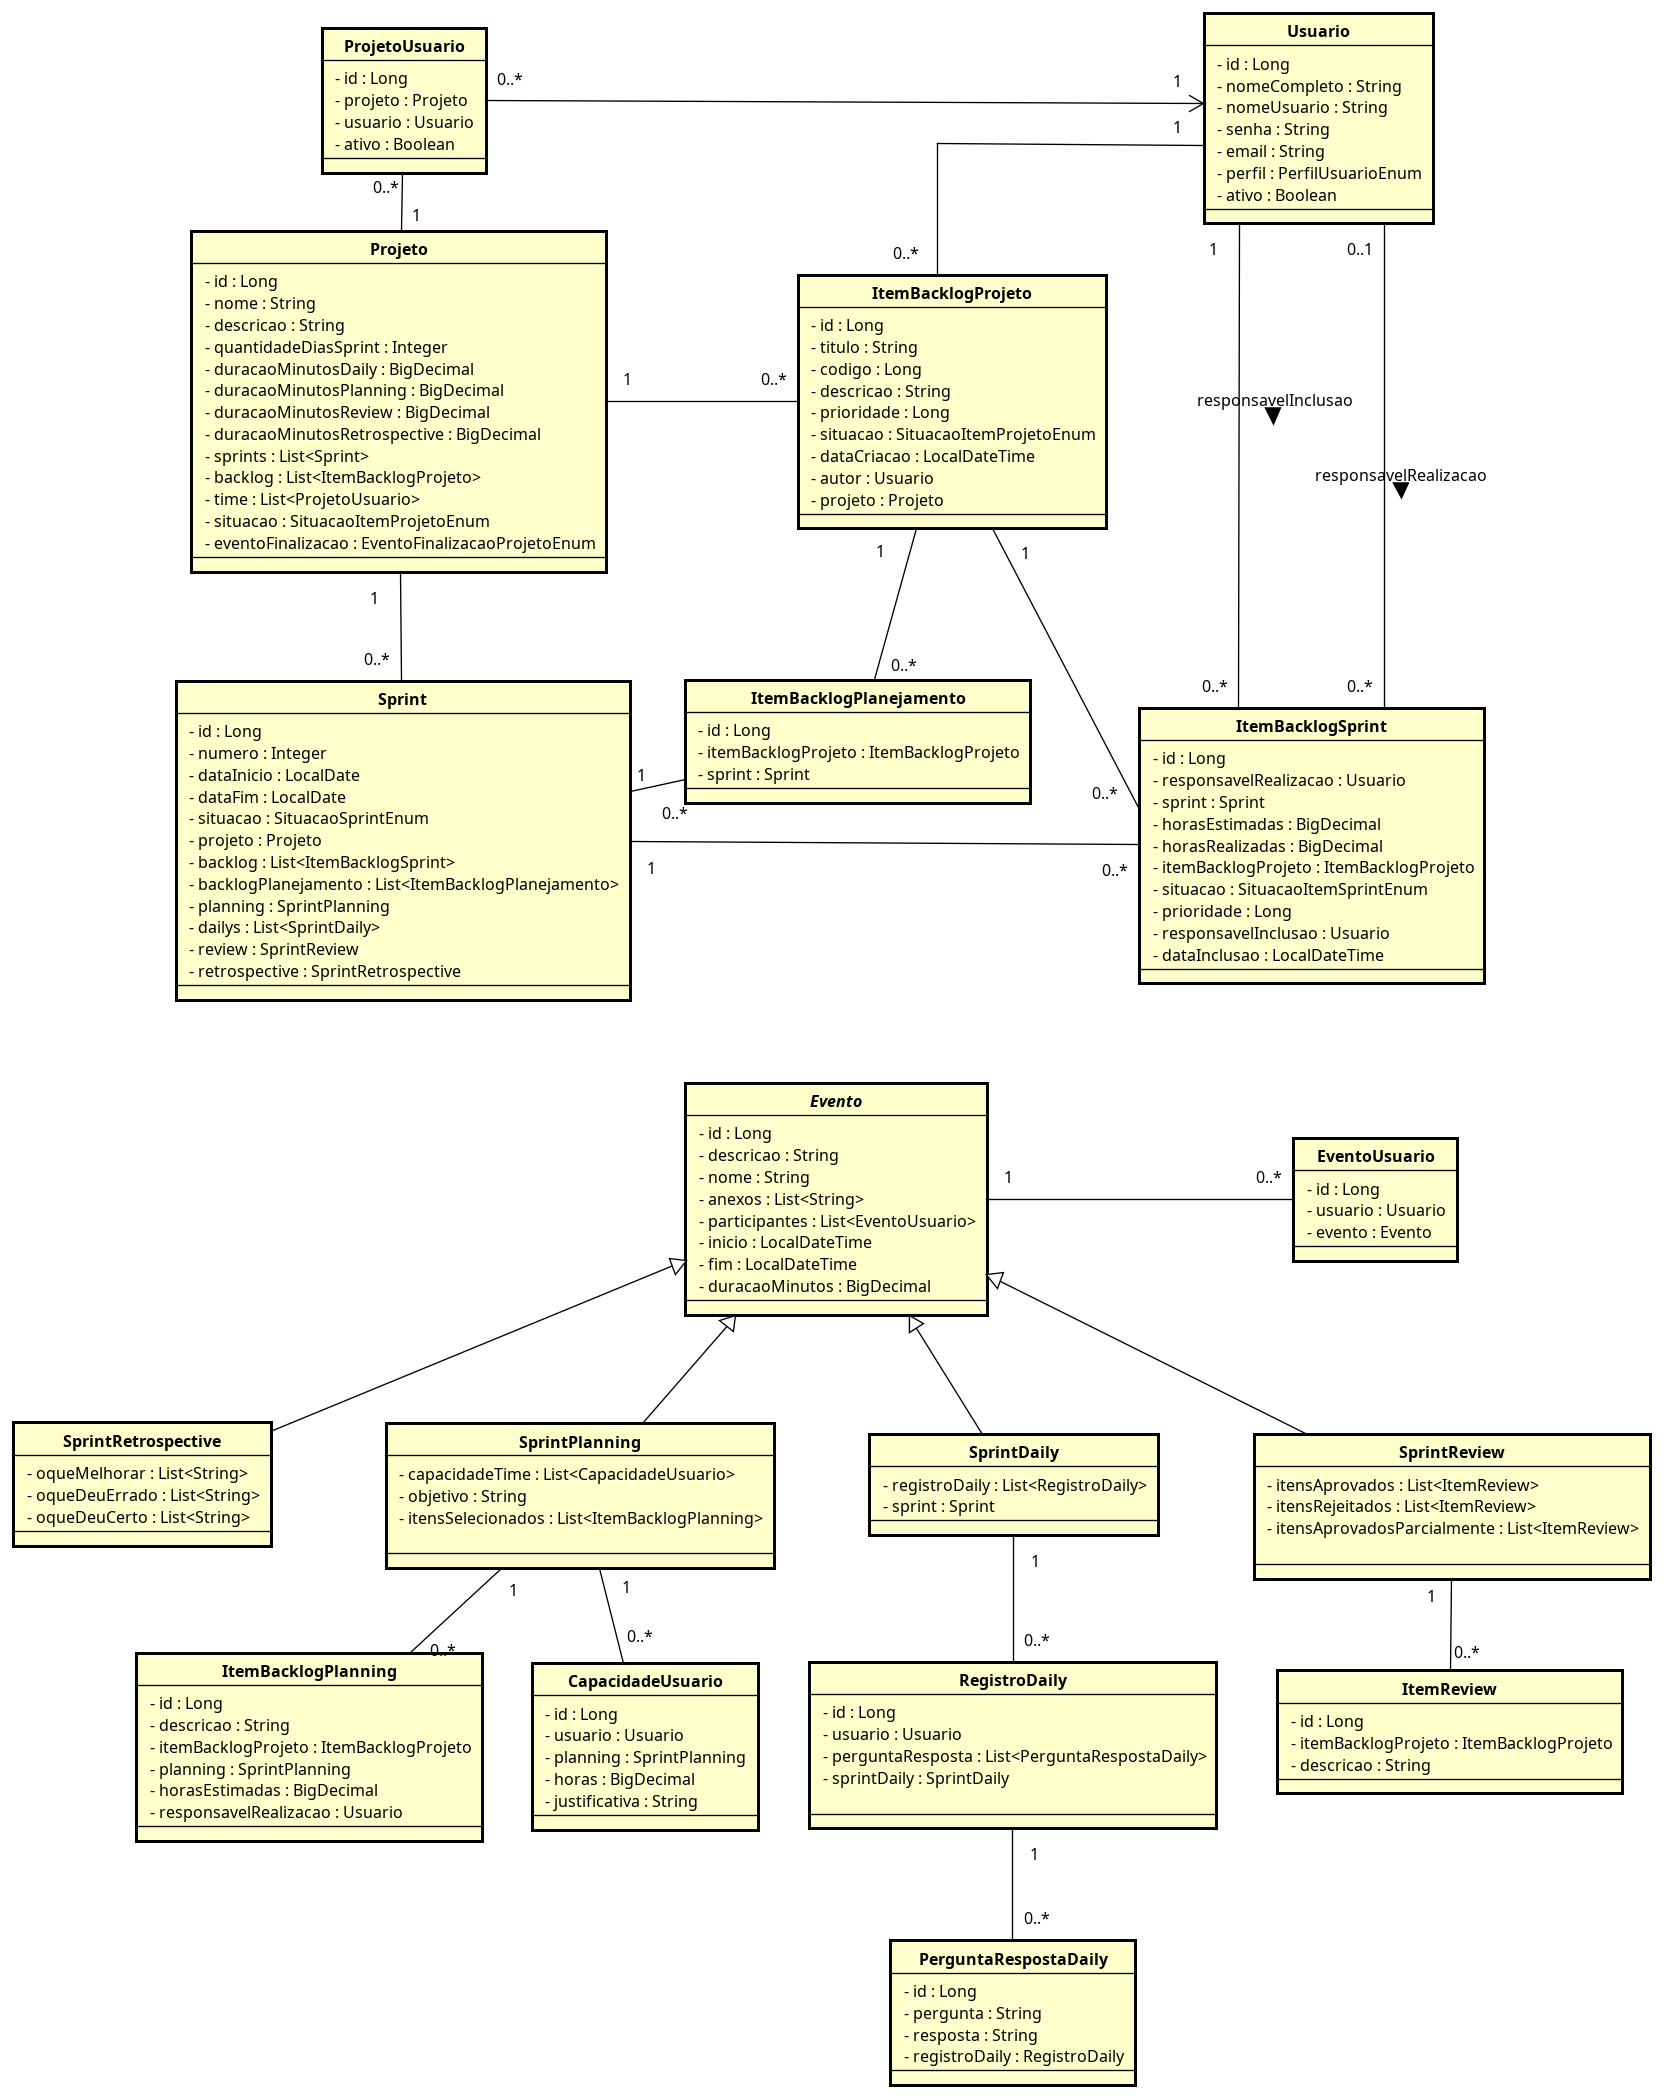 ProjetoUsuario
- id : Long
- projeto : Projeto
- usuario : Usuario
- ativo : Boolean
0..*
1
Usuario
- id : Long
- nomeCompleto : String
- nomeUsuario : String
- senha : String
- email : String
- perfil : PerfilUsuarioEnum
- ativo : Boolean
1
0..*
1
0..*
1
0..1
Projeto
- id : Long
- nome : String
- descricao : String
- quantidadeDiasSprint : Integer
- duracaoMinutosDaily : BigDecimal
- duracaoMinutosPlanning : BigDecimal
- duracaoMinutosReview : BigDecimal
- duracaoMinutosRetrospective : BigDecimal
- sprints : List<Sprint>
- backlog : List<ItemBacklogProjeto>
- time : List<ProjetoUsuario>
- situacao : SituacaoItemProjetoEnum
- eventoFinalizacao : EventoFinalizacaoProjetoEnum
1
0..*
ItemBacklogProjeto
- id : Long
- titulo : String
- codigo : Long
- descricao : String
- prioridade : Long
- situacao : SituacaoItemProjetoEnum
- dataCriacao : LocalDateTime
- autor : Usuario
- projeto : Projeto
responsavelInclusao
responsavelRealizacao
1
1
1
0..*
0..*
0..*
0..*
Sprint
- id : Long
- numero : Integer
- dataInicio : LocalDate
- dataFim : LocalDate
- situacao : SituacaoSprintEnum
- projeto : Projeto
- backlog : List<ItemBacklogSprint>
- backlogPlanejamento : List<ItemBacklogPlanejamento>
- planning : SprintPlanning
- dailys : List<SprintDaily>
- review : SprintReview
- retrospective : SprintRetrospective
ItemBacklogPlanejamento
- id : Long
- itemBacklogProjeto : ItemBacklogProjeto
- sprint : Sprint
1
0..*
0..*
1
0..*
ItemBacklogSprint
- id : Long
- responsavelRealizacao : Usuario
- sprint : Sprint
- horasEstimadas : BigDecimal
- horasRealizadas : BigDecimal
- itemBacklogProjeto : ItemBacklogProjeto
- situacao : SituacaoItemSprintEnum
- prioridade : Long
- responsavelInclusao : Usuario
- dataInclusao : LocalDateTime
Evento
- id : Long
- descricao : String
- nome : String
- anexos : List<String>
- participantes : List<EventoUsuario>
- inicio : LocalDateTime
- fim : LocalDateTime
- duracaoMinutos : BigDecimal
1
0..*
EventoUsuario
- id : Long
- usuario : Usuario
- evento : Evento
SprintRetrospective
- oqueMelhorar : List<String>
- oqueDeuErrado : List<String>
- oqueDeuCerto : List<String>
SprintPlanning
- capacidadeTime : List<CapacidadeUsuario>
- objetivo : String
- itensSelecionados : List<ItemBacklogPlanning>
SprintDaily
- registroDaily : List<RegistroDaily>
- sprint : Sprint
SprintReview
- itensAprovados : List<ItemReview>
- itensRejeitados : List<ItemReview>
- itensAprovadosParcialmente : List<ItemReview>
1
1
1
1
0..*
0..*
0..*
0..*
ItemBacklogPlanning
- id : Long
- descricao : String
- itemBacklogProjeto : ItemBacklogProjeto
- planning : SprintPlanning
- horasEstimadas : BigDecimal
- responsavelRealizacao : Usuario
CapacidadeUsuario
- id : Long
- usuario : Usuario
- planning : SprintPlanning
- horas : BigDecimal
- justificativa : String
RegistroDaily
- id : Long
- usuario : Usuario
- perguntaResposta : List<PerguntaRespostaDaily>
- sprintDaily : SprintDaily
ItemReview
- id : Long
- itemBacklogProjeto : ItemBacklogProjeto
- descricao : String
1
0..*
PerguntaRespostaDaily
- id : Long
- pergunta : String
- resposta : String
- registroDaily : RegistroDaily